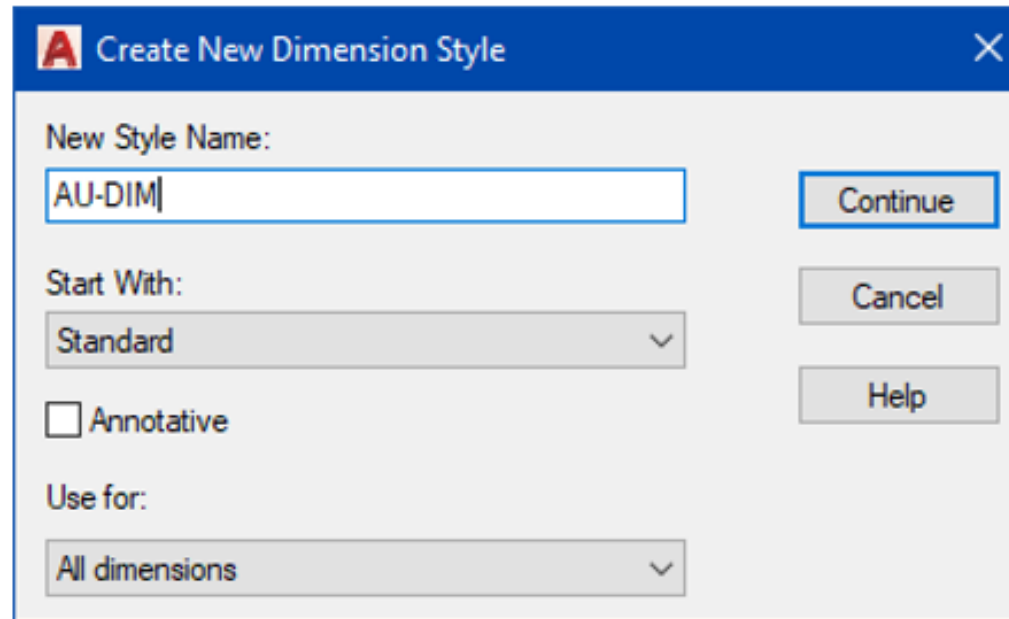 Create New Dimension Style
New Style Name:
AU-DIM
Continue
Start With:
Cancel
Standard
Help
Annotative
Use for:
All dimensions